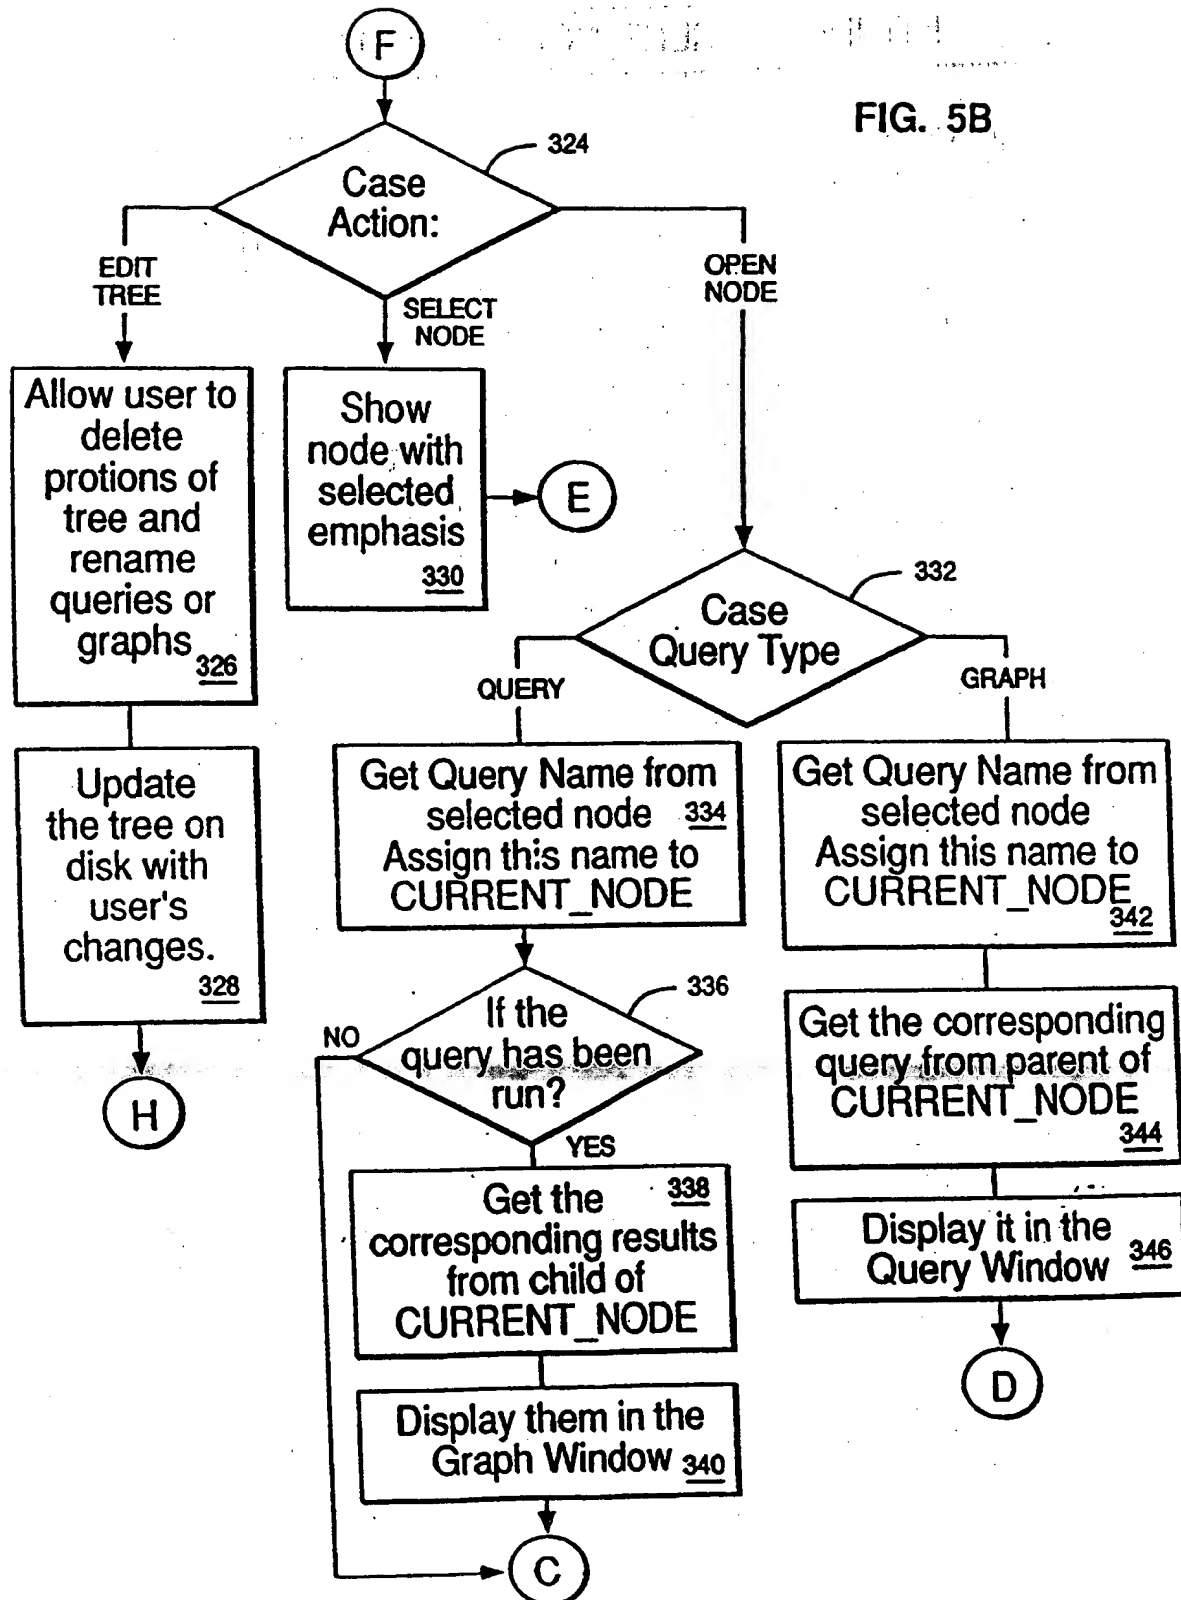 F
FIG. 5B
324
Case
Action:
EDIT
TREE
SELECT
NODE
OPEN
NODE
Allow user to
delete
protions of
tree and
rename
queries or
graphs
326
Show
node with
selected
emphasis
330
E
332
Case
Query Type
QUERY
GRAPH
Update
the tree on
disk with
user's
changes.
328
H
Get Query Name from
selected node 334
Assign this name to
CURRENT_NODE
Get Query Name from
selected node
Assign this name to
CURRENT_NODE
342
336
If the
query has been
run?
NO
YES
Get the corresponding
query from parent of
CURRENT_NODE
344
Get the 338
corresponding results
from child of
CURRENT_NODE
Display it in the
Query Window 346
D
Display them in the
Graph Window 340
C